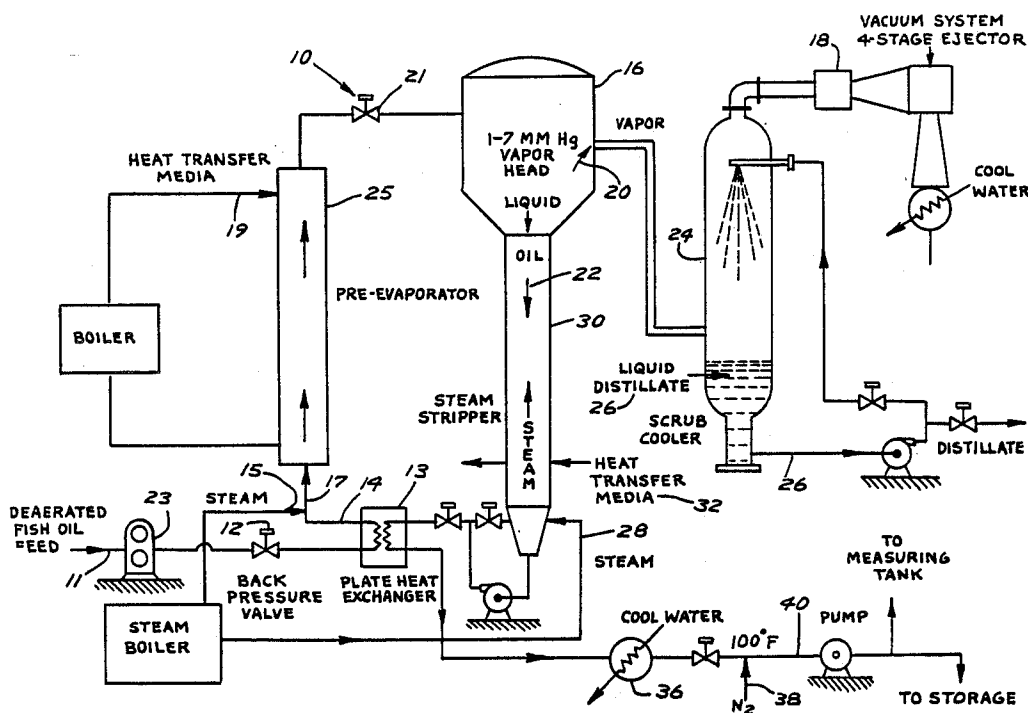 VACUUM SYSTEM
4-STAGE EJECTOR
18
10
21
16
VAPOR
1-7 MM Hg
VAPOR
HEAD
20
HEAT TRANSFER
MEDIA
19
25
COOL
WATER
LIQUID
OIL
22
24
PRE-EVAPORATOR
30
BOILER
LIQUID
DISTILLATE
26
STEAM
STRIPPER
STEAM
SCRUB
COOLER
DISTILLATE
26
HEAT
TRANSFER
MEDIA
32
15
17
14
13
STEAM
23
12
DEAERATED
FISH OIL
FEED
11
28
STEAM
BACK
PRESSURE
VALVE
PLATE HEAT
EXCHANGER
TO
MEASURING
TANK
STEAM
BOILER
COOL WATER
100°F
40
PUMP
36
N2
38
TO STORAGE